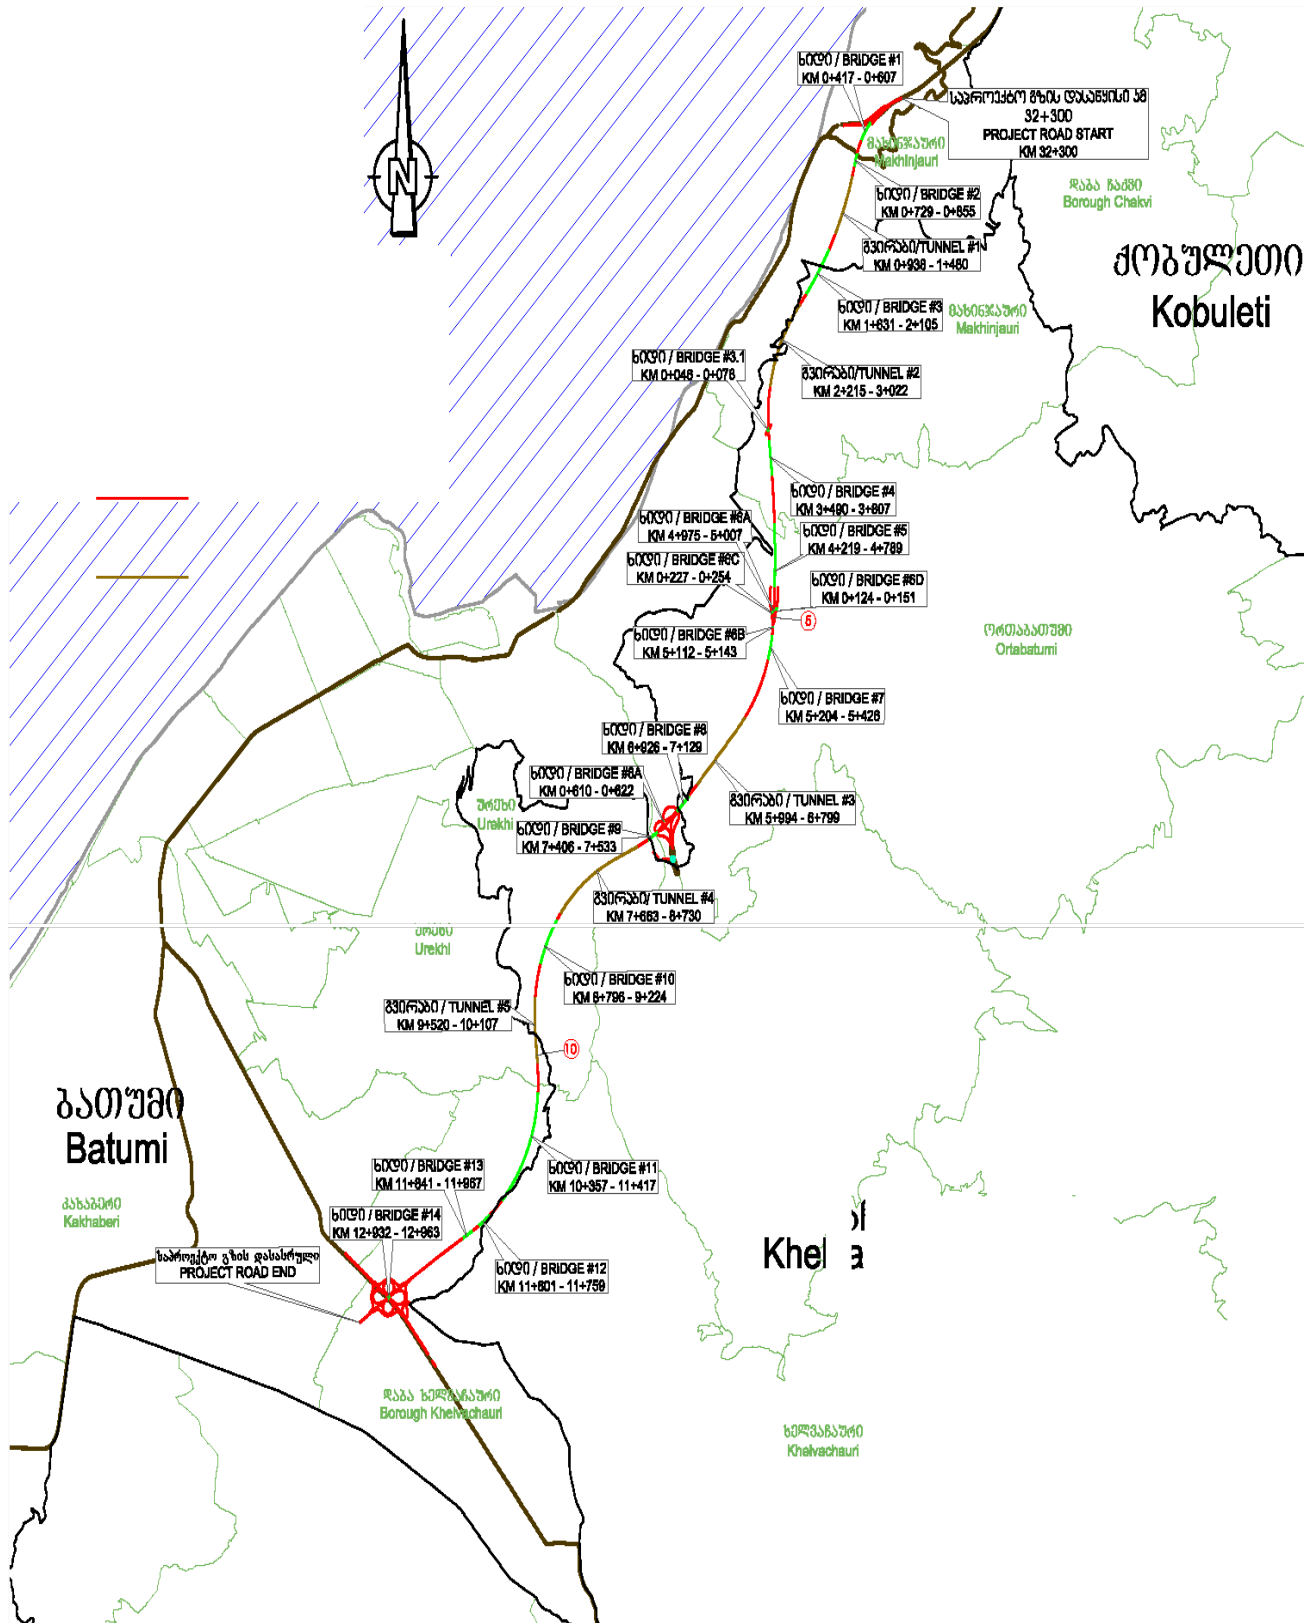 ხიდი / BRIDGE #1
KM 0+417 - 0+607
საპროექტო გზის დასაწყისი კმ
32+300
PROJECT ROAD START
KM 32+300
მახინჯაური
Makhinjauri
N
ხიდი / BRIDGE #2
KM 0+729 - 0+855
დაბა ჩაქვი
Borough Chakvi
გვირაბი/TUNNEL #1
KM 0+938 - 1+480
ქობულეთი
Kobuleti
ხიდი / BRIDGE #3
KM 1+631 - 2+105
მახინჯაური
Makhinjauri
ხიდი / BRIDGE #3.1
KM 0+046 - 0+078
გვირაბი/TUNNEL #2
KM 2+215 - 3+022
ხიდი / BRIDGE #4
KM 3+490 - 3+807
ხიდი / BRIDGE #6A
KM 4+975 - 5+007
ხიდი / BRIDGE #5
KM 4+219 - 4+789
ხიდი / BRIDGE #6C
KM 0+227 - 0+254
ხიდი / BRIDGE #6D
KM 0+124 - 0+151
5
ხიდი / BRIDGE #6B
KM 5+112 - 5+143
ორთაბათუმი
Ortabatumi
ხიდი / BRIDGE #7
KM 5+204 - 5+426
ხიდი / BRIDGE #8
KM 6+926 - 7+129
ხიდი / BRIDGE #8A
KM 0+610 - 0+622
გვირაბი / TUNNEL #3
KM 5+994 - 6+799
ურეხი
Urekhi
ხიდი / BRIDGE #9
KM 7+406 - 7+533
გვირაბი/ TUNNEL #4
KM 7+663 - 8+730
ურეხი
Urekhi
ხიდი / BRIDGE #10
KM 8+796 - 9+224
გვირაბი / TUNNEL #5
KM 9+520 - 10+107
10
ბათუმი
Batumi
ხიდი / BRIDGE #11
KM 10+357 - 11+417
ხიდი / BRIDGE #13
KM 11+841 - 11+967
კახაბერი
Kakhaberi
ხიდი / BRIDGE #14
KM 12+932 - 12+963
საპროექტო გზის დასასრული
PROJECT ROAD END
ხიდი / BRIDGE #12
KM 11+601 - 11+759
Khel
დაბა ხელვაჩაური
Borough Khelvachauri
ხელვაჩაური
Khelvachauri